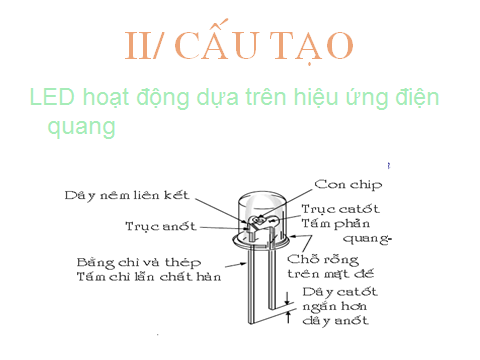 II/ CẤU TẠO
LED hoạt động dựa trên hiệu ứng điện
quang
Con chip
Dây nêm liên kết
Trục catốt
Tấm phản
quang
Trục anốt
Bằng chì và thép
Tấm chì lẫn chất hàn
Chỗ rỗng
trên mặt đế
Dây catốt
ngắn hơn
dây anốt